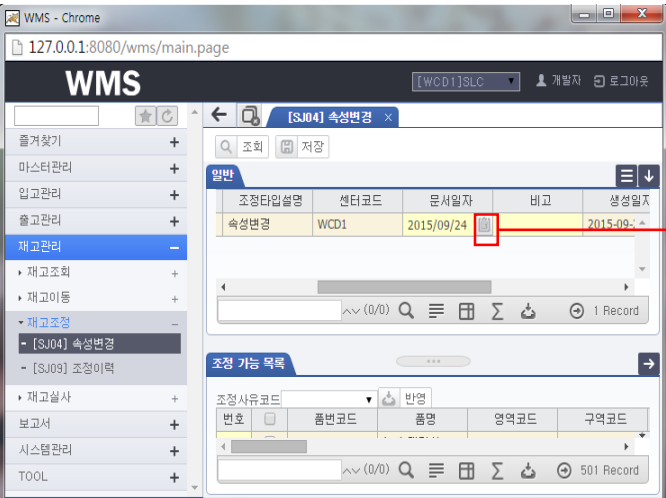 WMS - Chrome
127.0.0.1:8080/wms/main.page
WMS
[WCD1]SLC
개발자
로그아웃
즐겨찾기 +
마스터관리 +
입고관리 +
출고관리 +
재고관리 -
재고조회 +
재고이동 +
재고조정 -
- [SJ04] 속성변경
- [SJ09] 조정이력
재고실사 +
보고서 +
시스템관리 +
TOOL +
[SJ04] 속성변경 ×
조회 저장
일반
조정타입설명 센터코드 문서일자 비고 생성일자
속성변경 WCD1 2015/09/24 2015-09-
(0/0) 1 Record
조정 가능 목록
조정사유코드 반영
번호 품번코드 품명 영역코드 구역코드
(0/0) 501 Record